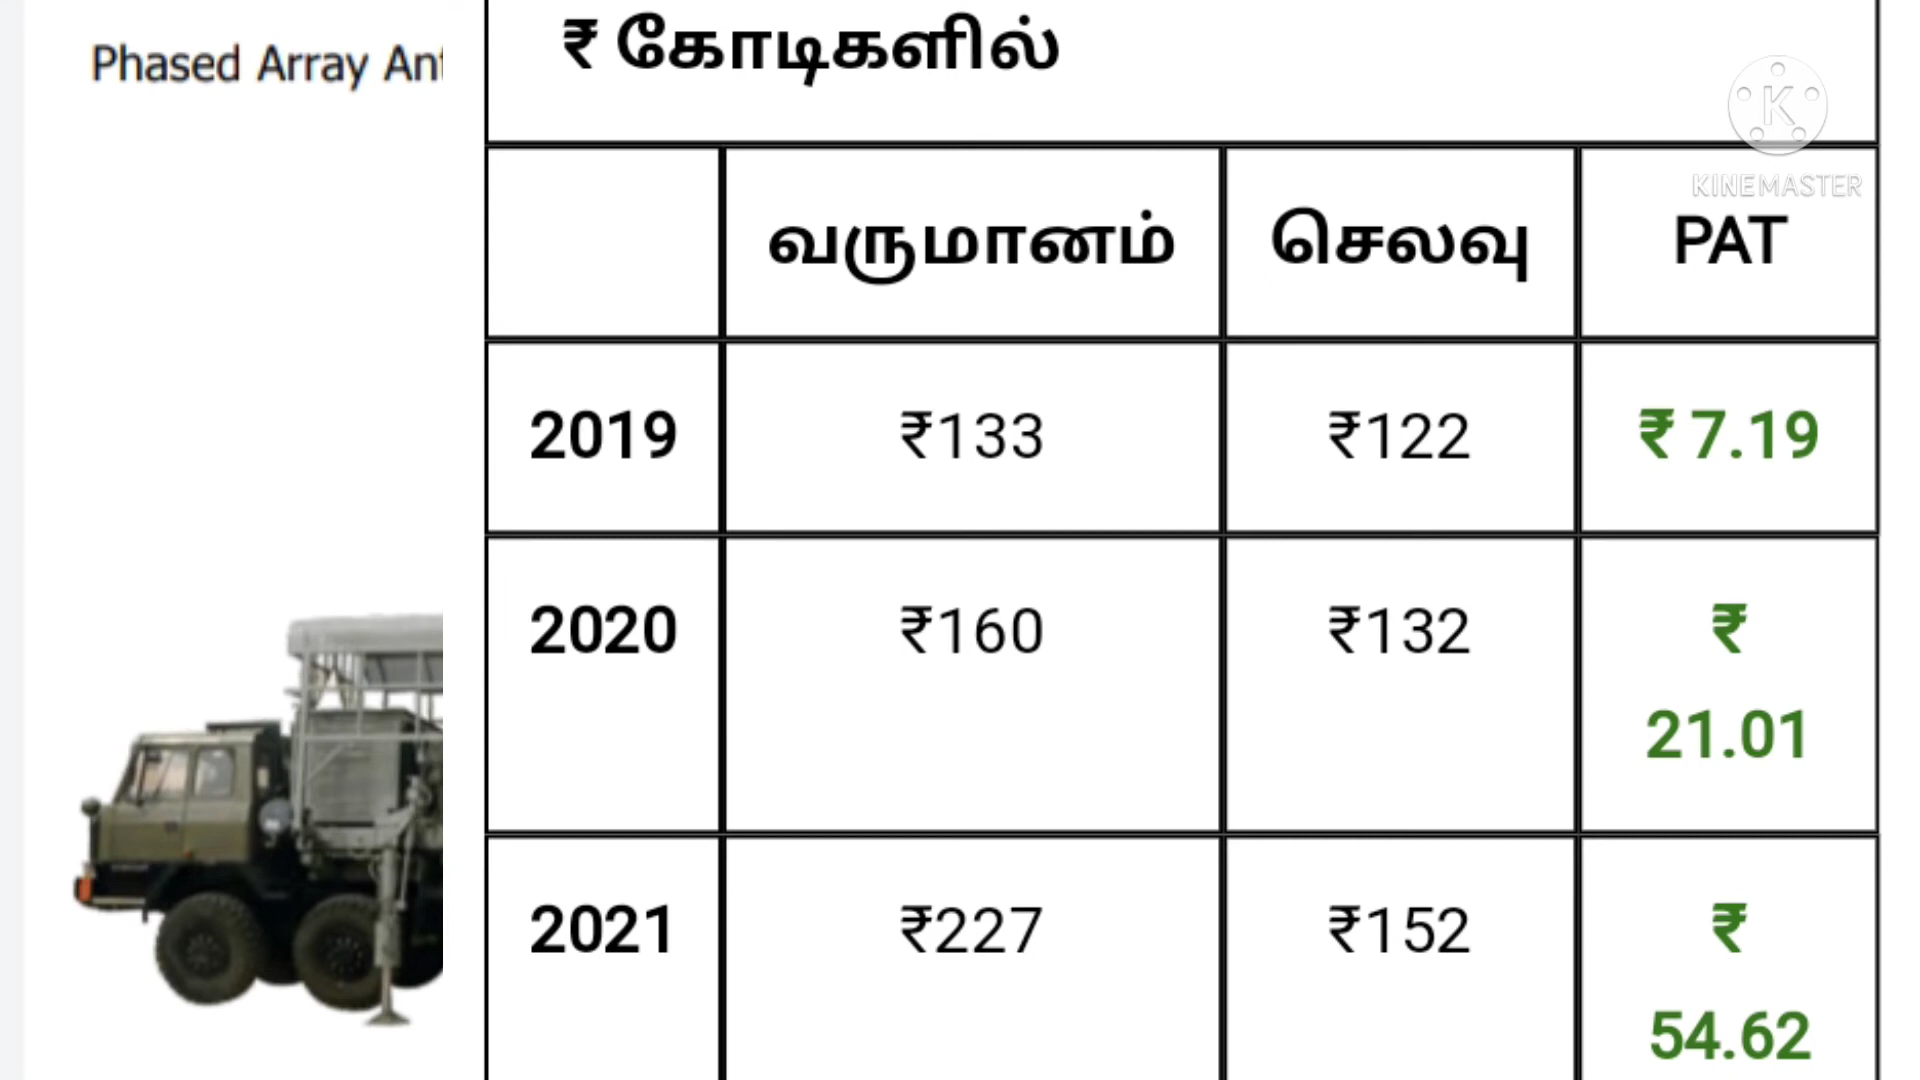 Phased Array Ant
₹ கோடிகளில்
KINEMASTER
வருமானம் செலவு PAT
2019 ₹133 ₹122 ₹ 7.19
2020 ₹160 ₹132 ₹
21.01
2021 ₹227 ₹152 ₹
54.62